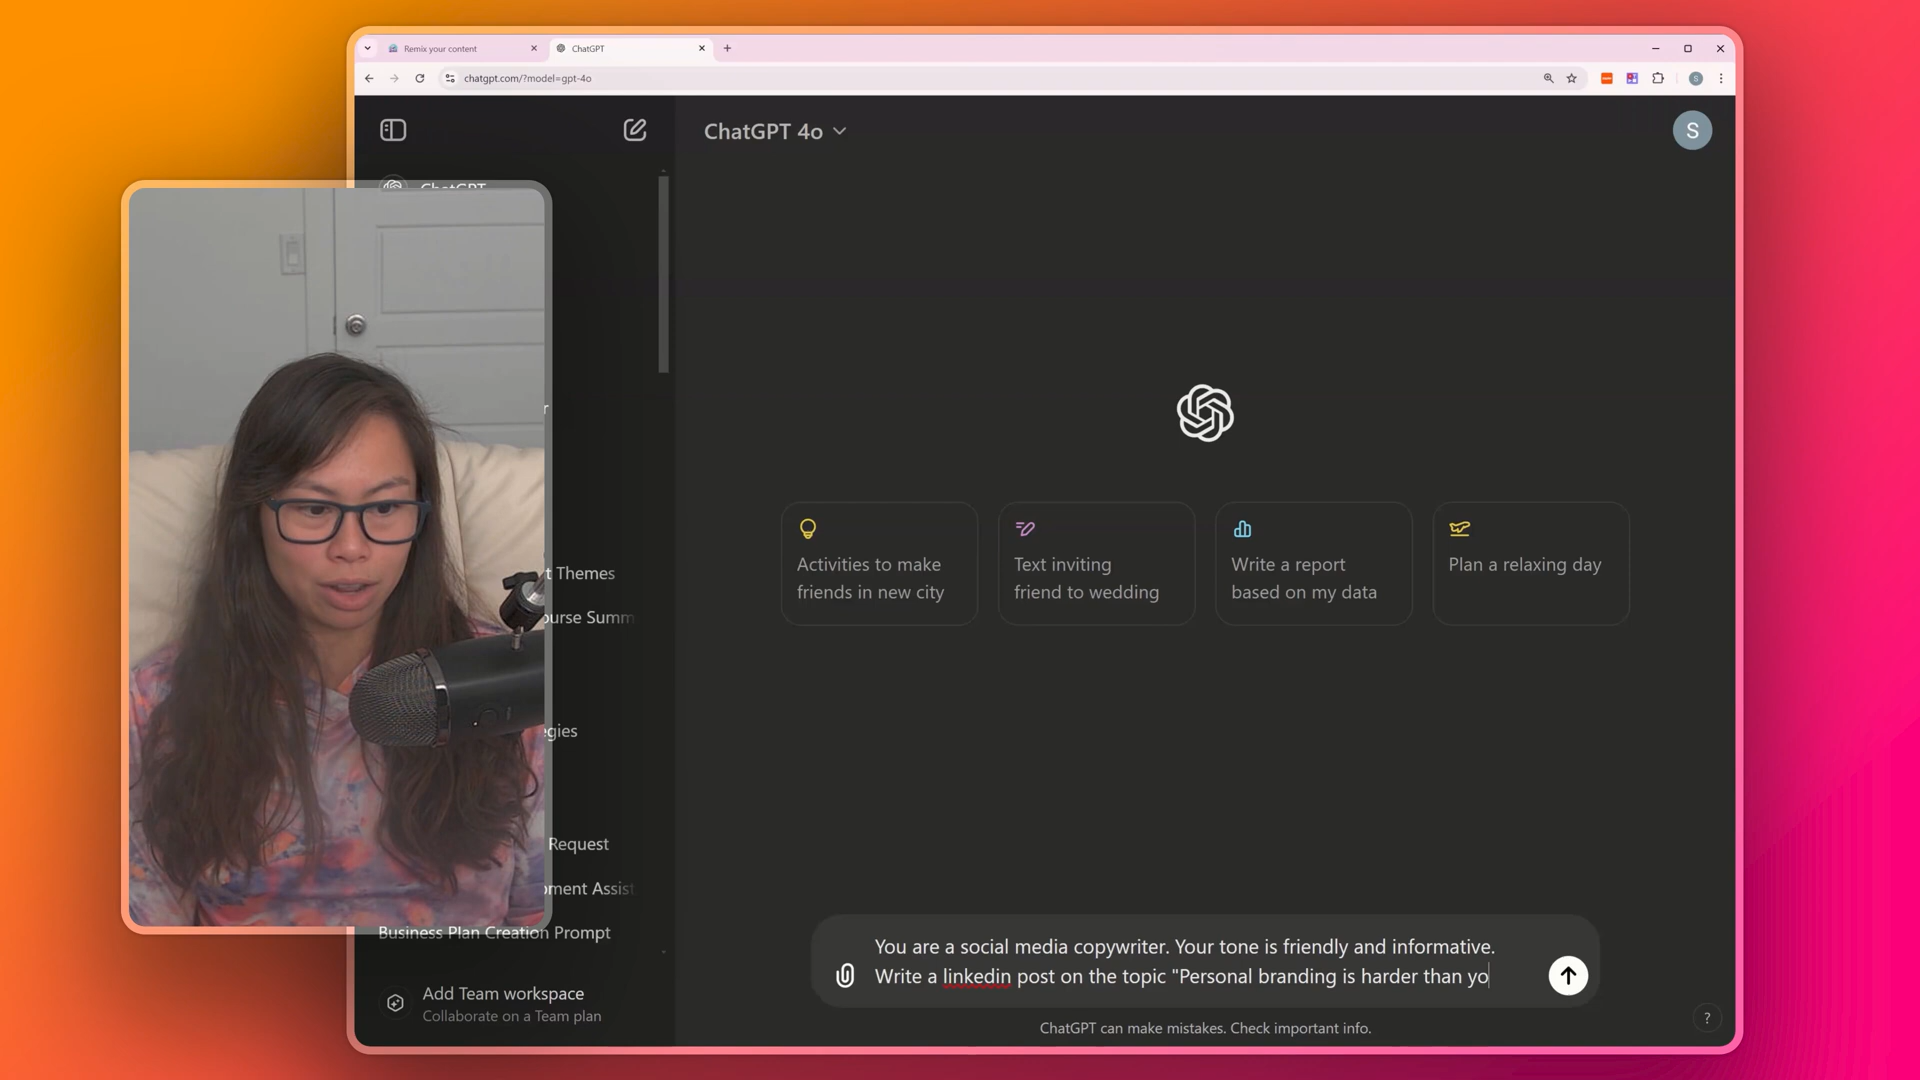 Remix your content
ChatGPT
chatgpt.com/?model=gpt-4o
ChatGPT 4o
S
ChatGPT
Activities to make
friends in new city
Text inviting
friend to wedding
Write a report
based on my data
Plan a relaxing day
t Themes
ourse Summ
egies
Request
pment Assist
Business Plan Creation Prompt
Add Team workspace
Collaborate on a Team plan
You are a social media copywriter. Your tone is friendly and informative.
Write a linkedin post on the topic "Personal branding is harder than yo
ChatGPT can make mistakes. Check important info.
?